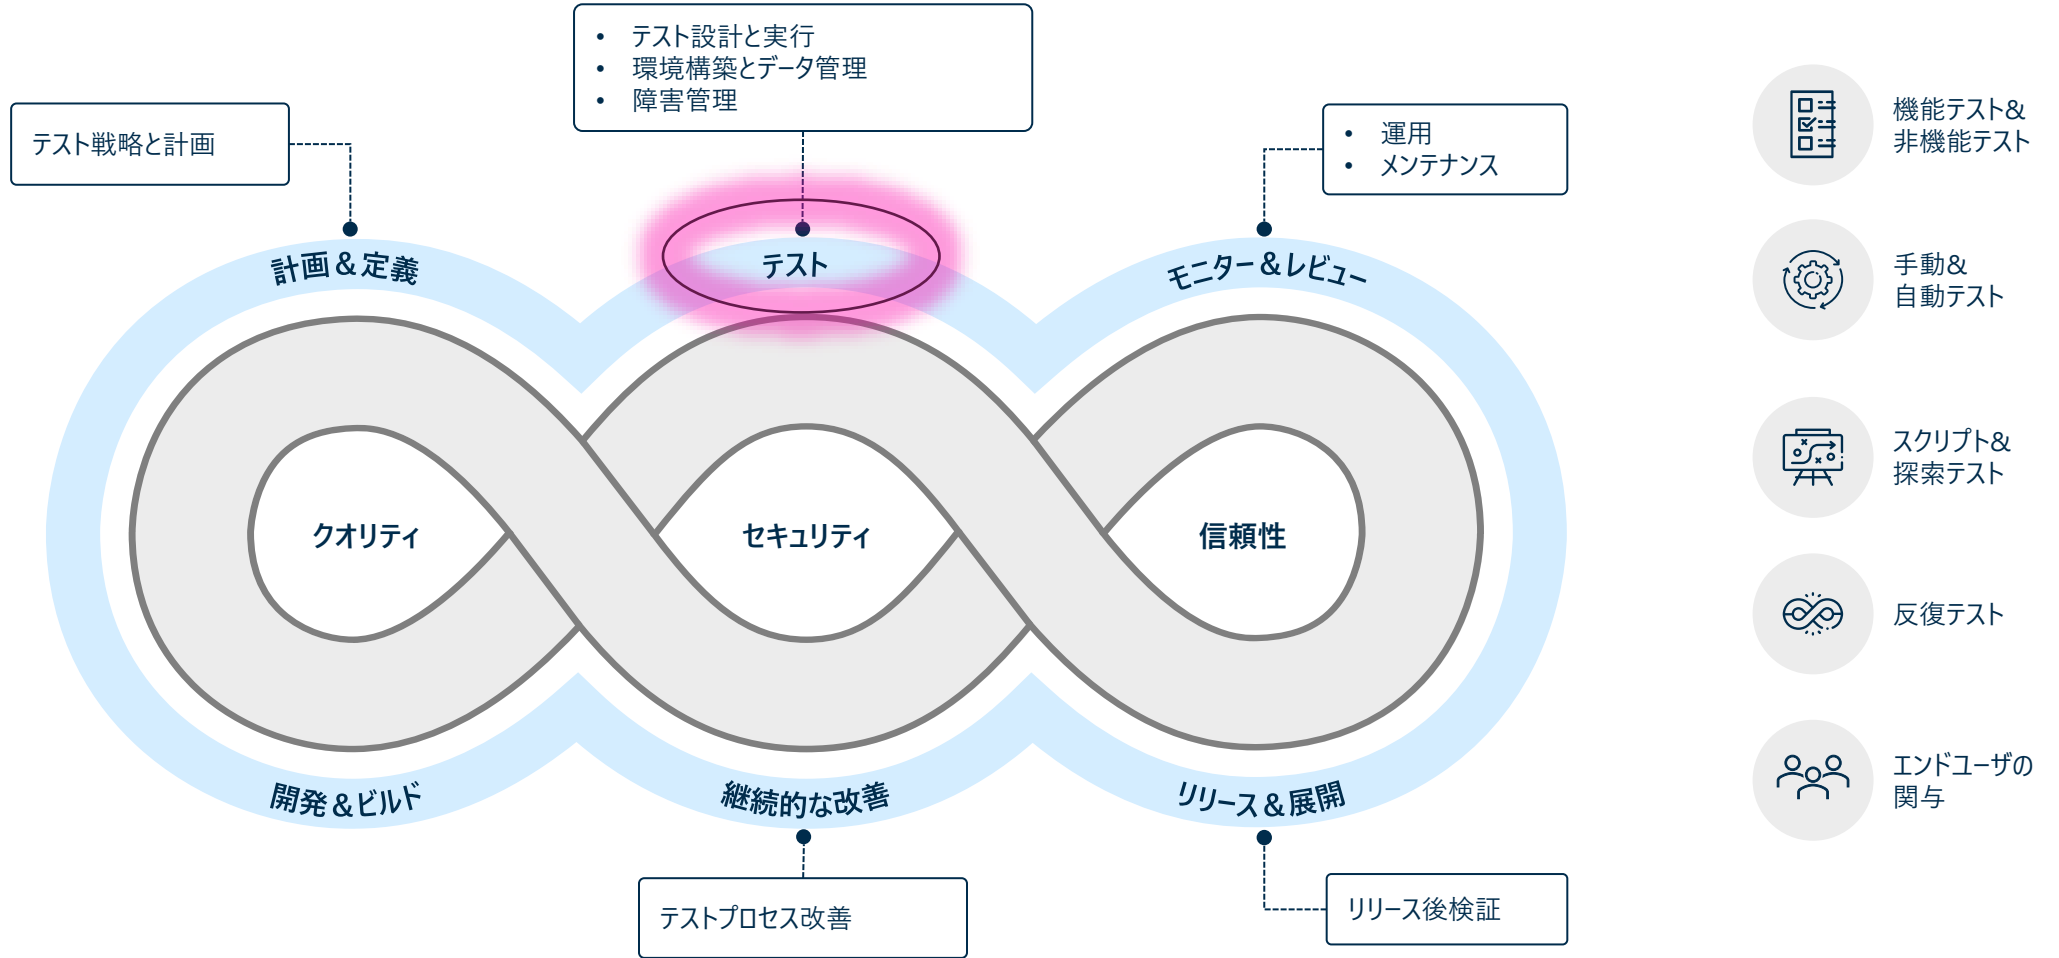 • テスト設計と実行
• 環境構築とデータ管理
• 障害管理
テスト戦略と計画
• 運用
• メンテナンス
計画&定義
テスト
モニター&レビュー
クオリティ
セキュリティ
信頼性
開発&ビルド
継続的な改善
リリース&展開
テストプロセス改善
リリース後検証
機能テスト&
非機能テスト
手動&
自動テスト
スクリプト&
探索テスト
反復テスト
エンドユーザの
関与